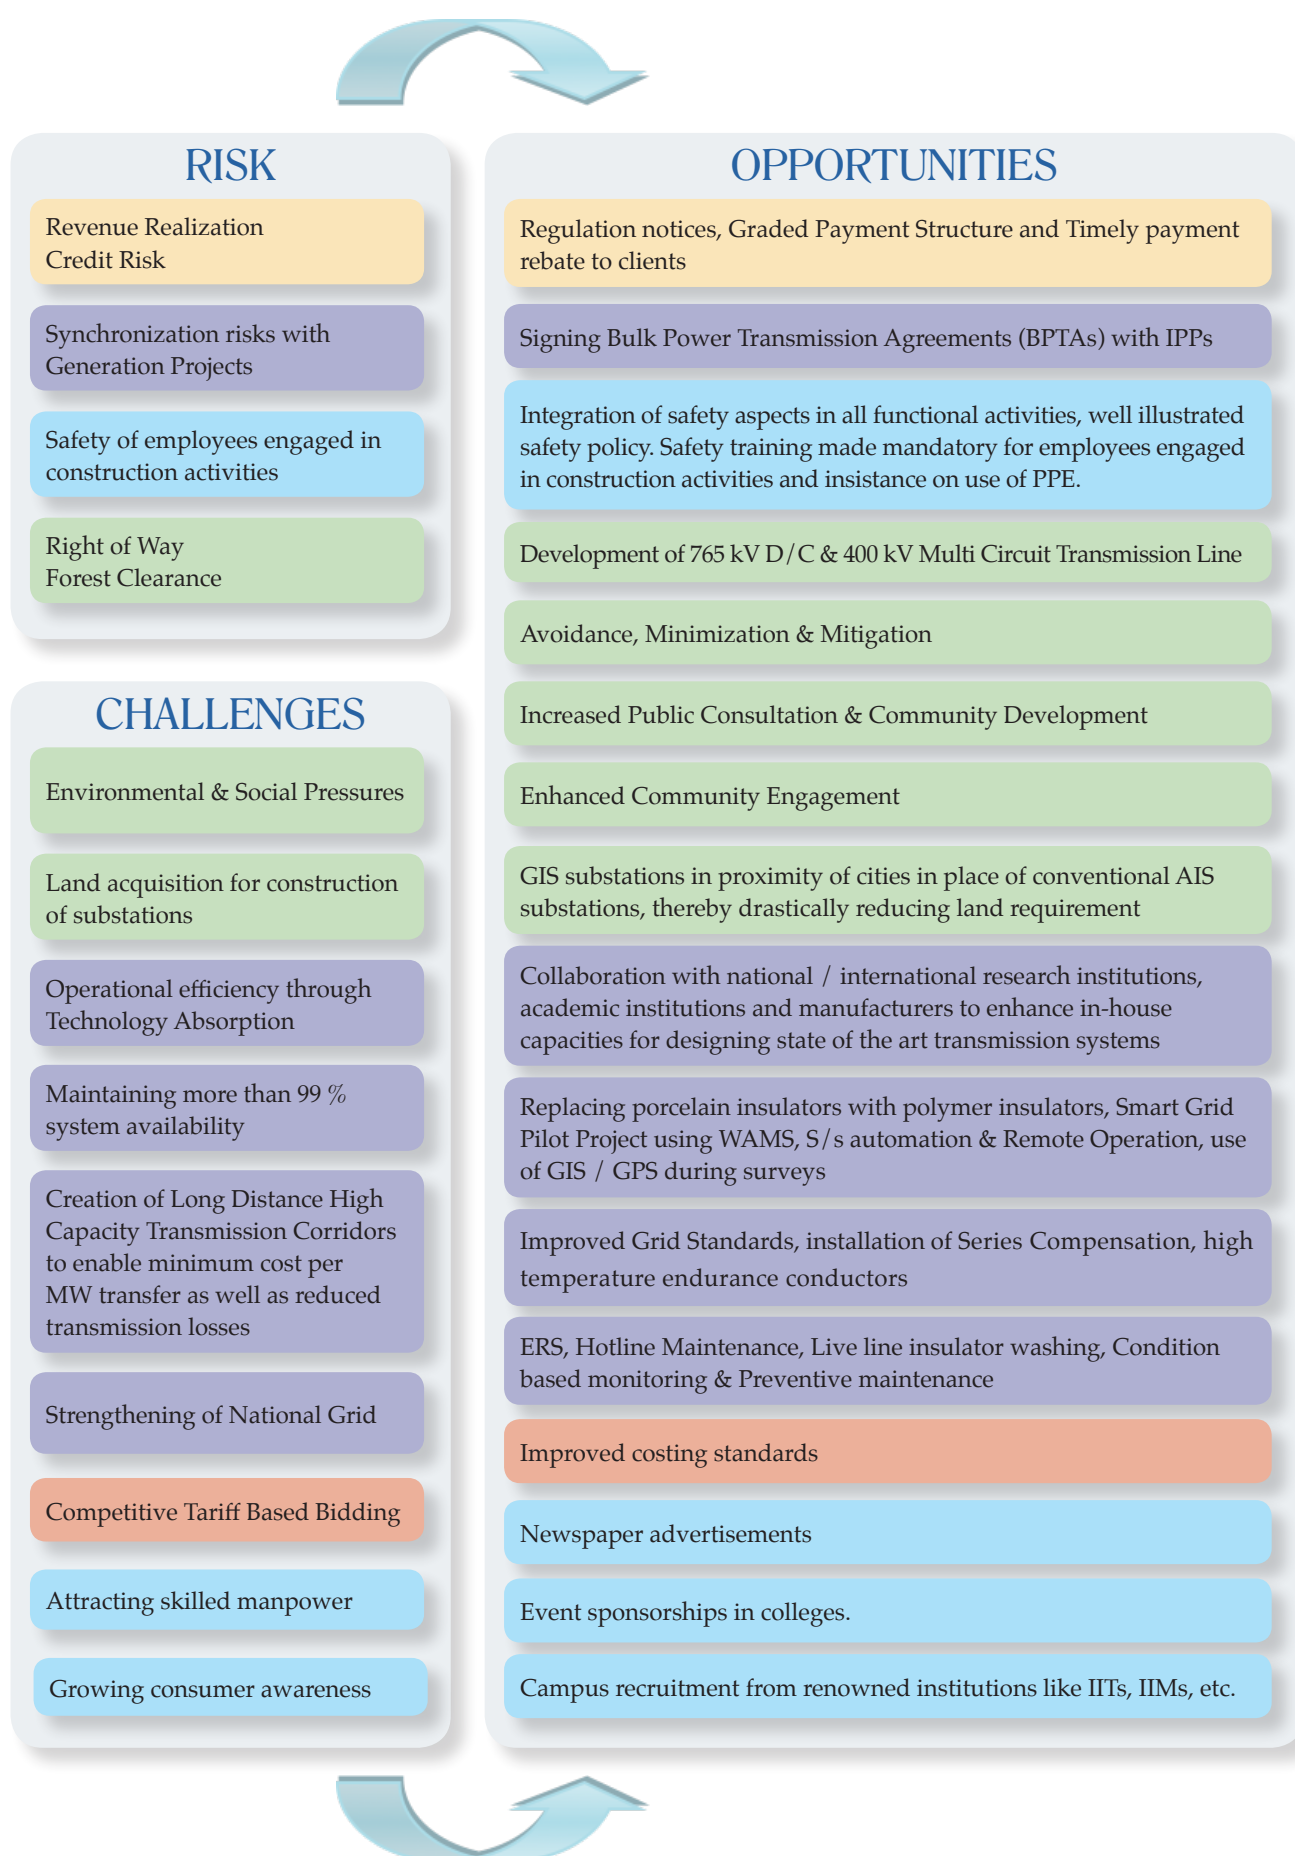 RISK
Revenue Realization
Credit Risk
Synchronization risks with
Generation Projects
Safety of employees engaged in
construction activities
Right of Way
Forest Clearance
CHALLENGES
Environmental & Social Pressures
Land acquisition for construction
of substations
Operational efficiency through
Technology Absorption
Maintaining more than 99 %
system availability
Creation of Long Distance High
Capacity Transmission Corridors
to enable minimum cost per
MW transfer as well as reduced
transmission losses
Strengthening of National Grid
Competitive Tariff Based Bidding
Attracting skilled manpower
Growing consumer awareness
OPPORTUNITIES
Regulation notices, Graded Payment Structure and Timely payment
rebate to clients
Signing Bulk Power Transmission Agreements (BPTAs) with IPPs
Integration of safety aspects in all functional activities, well illustrated
safety policy. Safety training made mandatory for employees engaged
in construction activities and insistance on use of PPE.
Development of 765 kV D/C & 400 kV Multi Circuit Transmission Line
Avoidance, Minimization & Mitigation
Increased Public Consultation & Community Development
Enhanced Community Engagement
GIS substations in proximity of cities in place of conventional AIS
substations, thereby drastically reducing land requirement
Collaboration with national / international research institutions,
academic institutions and manufacturers to enhance in-house
capacities for designing state of the art transmission systems
Replacing porcelain insulators with polymer insulators, Smart Grid
Pilot Project using WAMS, S/s automation & Remote Operation, use
of GIS / GPS during surveys
Improved Grid Standards, installation of Series Compensation, high
temperature endurance conductors
ERS, Hotline Maintenance, Live line insulator washing, Condition
based monitoring & Preventive maintenance
Improved costing standards
Newspaper advertisements
Event sponsorships in colleges.
Campus recruitment from renowned institutions like IITs, IIMs, etc.